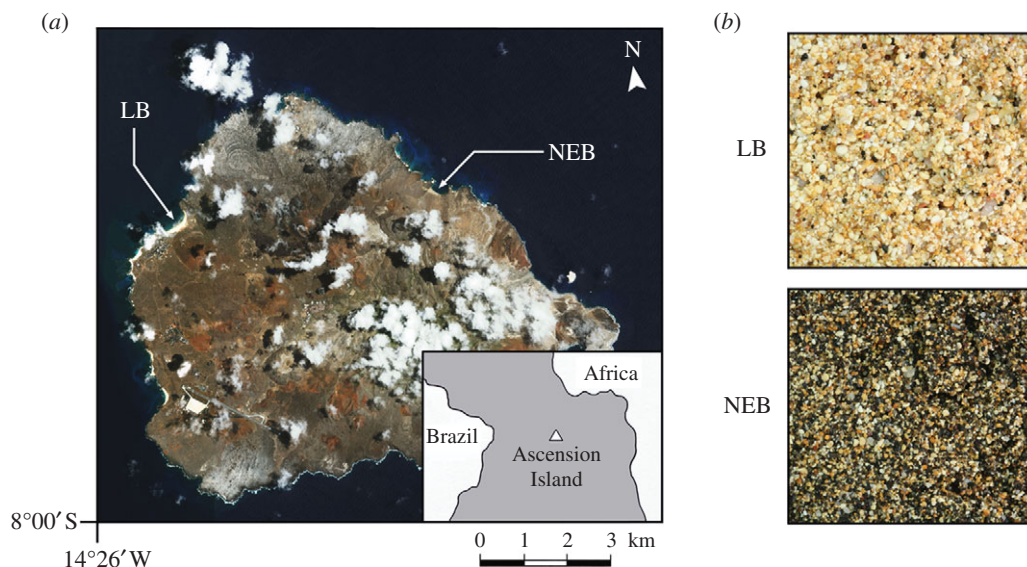 (a)
N
LB
NEB
Africa
Brazil
Ascension
Island
8°00′ S
14°26′ W
0 1 2 3 km
(b)
LB
NEB